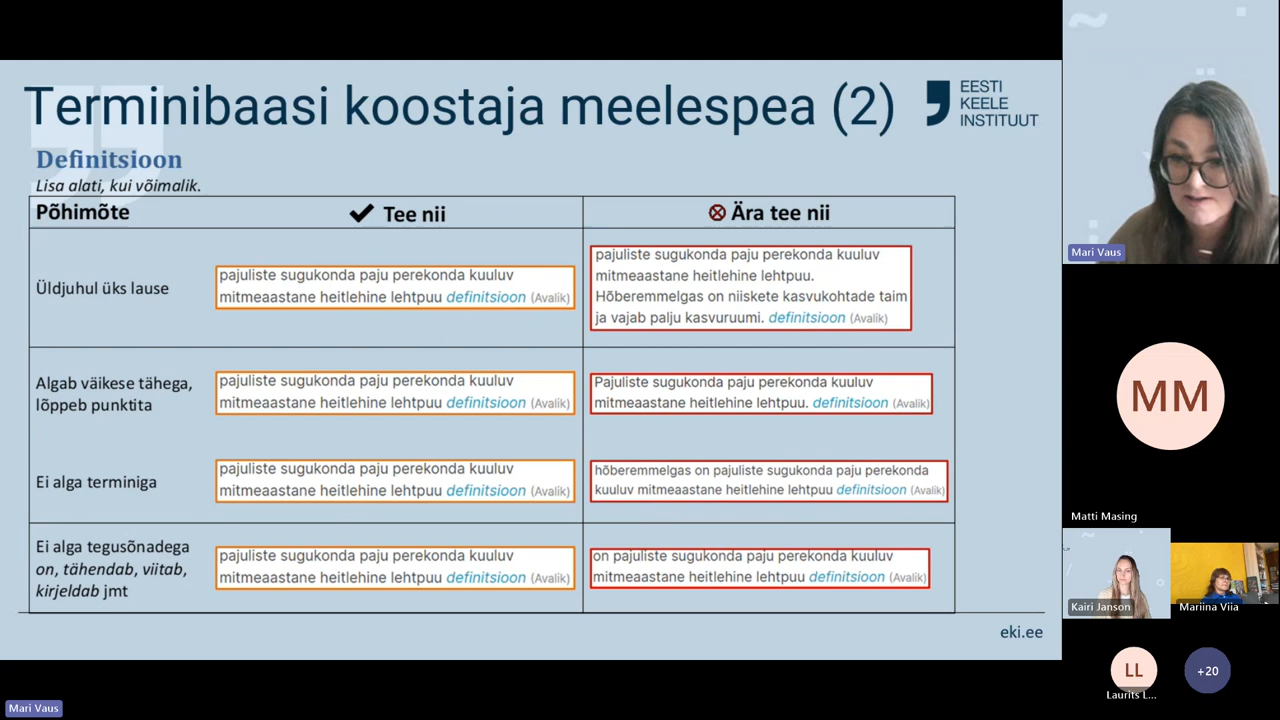 Terminibaasi koostaja meelespea (2)
EESTI
KEELE
INSTITUUT
Definitsioon
Lisa alati, kui võimalik.
Põhimõte
Tee nii
Ära tee nii
Üldjuhul üks lause
pajuliste sugukonda paju perekonda kuuluv
mitmeaastane heitlehine lehtpuu definitsioon (Avalik)
pajuliste sugukonda paju perekonda kuuluv
mitmeaastane heitlehine lehtpuu.
Hõberemmelgas on niiskete kasvukohtade taim
ja vajab palju kasvuruumi. definitsioon (Avalik)
Algab väikese tähega,
lõppeb punktita
pajuliste sugukonda paju perekonda kuuluv
mitmeaastane heitlehine lehtpuu definitsioon (Avalik)
Pajuliste sugukonda paju perekonda kuuluv
mitmeaastane heitlehine lehtpuu. definitsioon (Avalik)
Ei alga terminiga
pajuliste sugukonda paju perekonda kuuluv
mitmeaastane heitlehine lehtpuu definitsioon (Avalik)
hõberemmelgas on pajuliste sugukonda paju perekonda
kuuluv mitmeaastane heitlehine lehtpuu definitsioon (Avalik)
Ei alga tegusõnadega
on, tähendab, viitab,
kirjeldab jmt
pajuliste sugukonda paju perekonda kuuluv
mitmeaastane heitlehine lehtpuu definitsioon (Avalik)
on pajuliste sugukonda paju perekonda kuuluv
mitmeaastane heitlehine lehtpuu definitsioon (Avalik)
eki.ee
Mari Vaus
Mari Vaus
MM
Matti Masing
Kairi Janson
Mariina Viia
LL
Laurits L...
+20